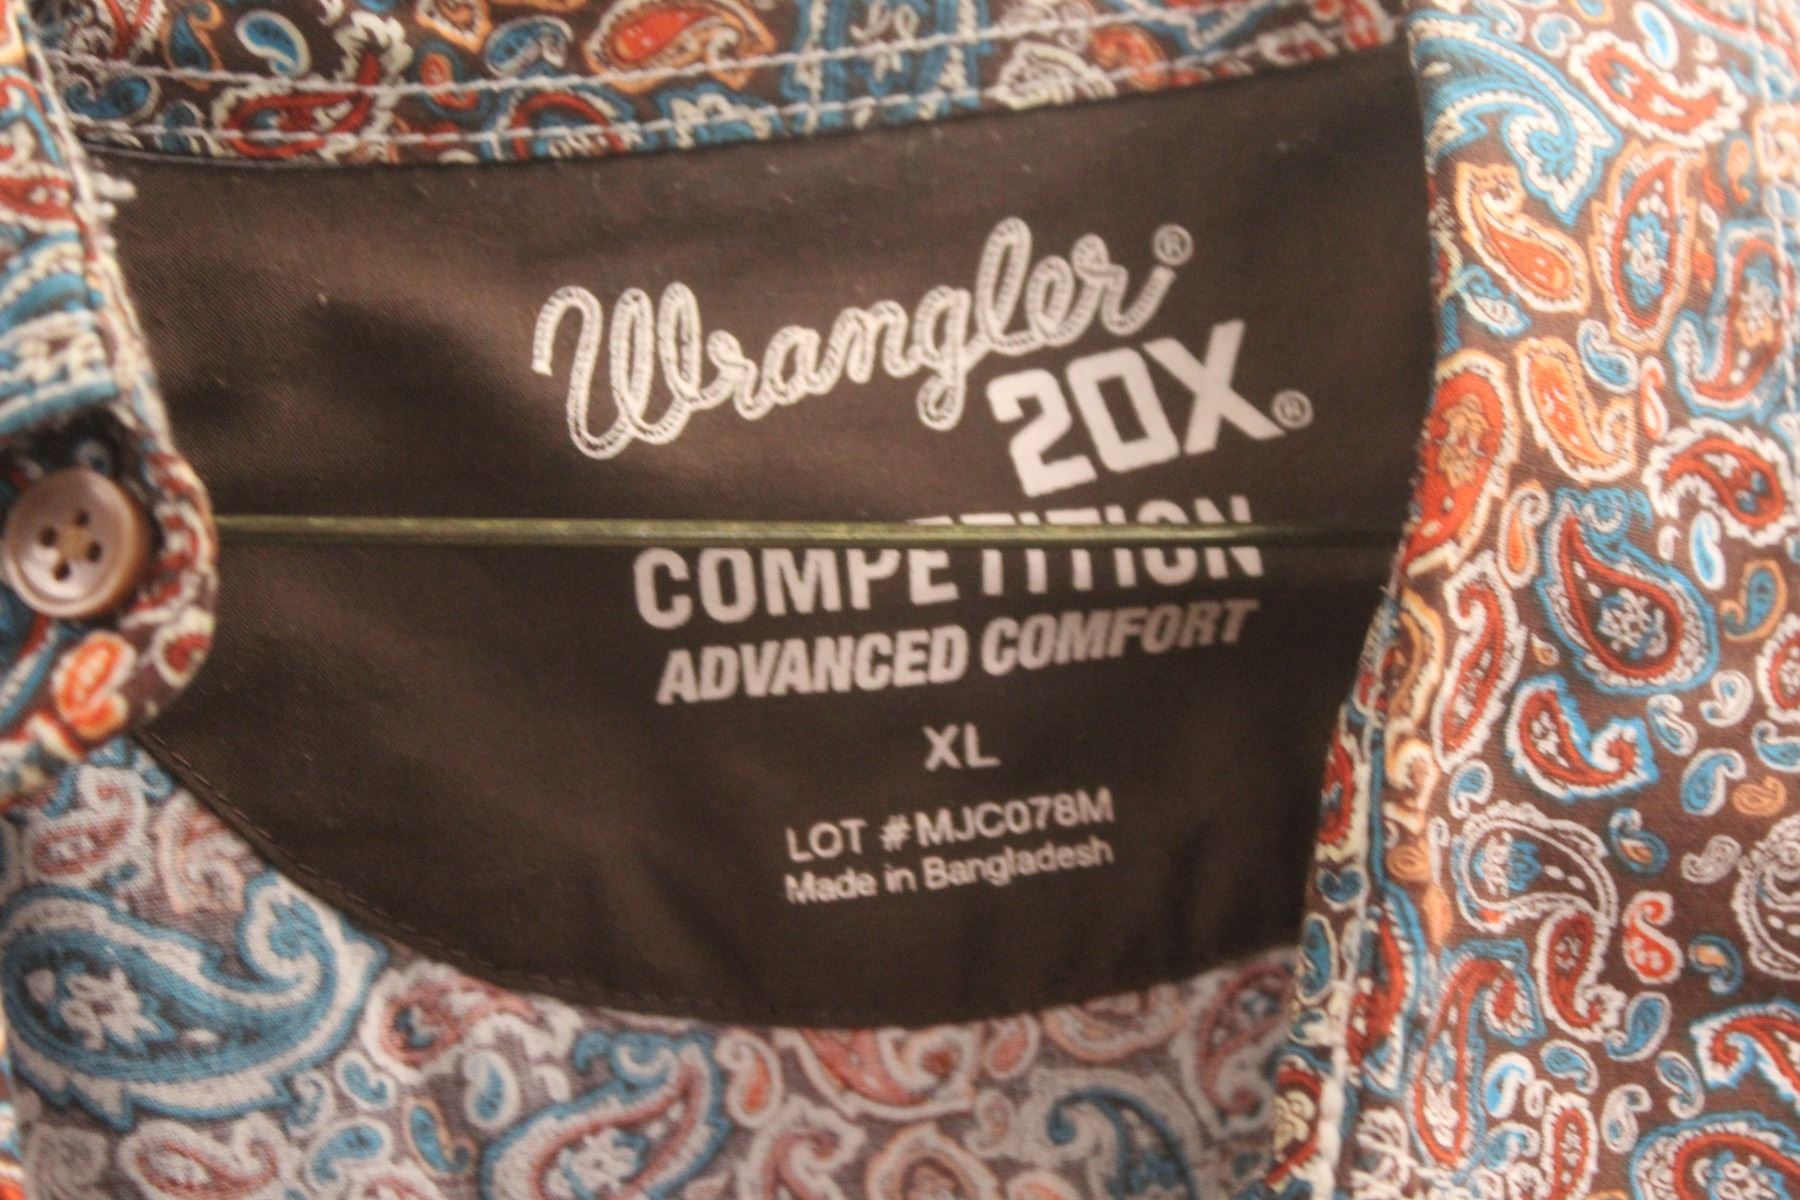 Wrangler®
20X®
COMPETITION
ADVANCED COMFORT
XL
LOT #MJC078M
Made in Bangladesh